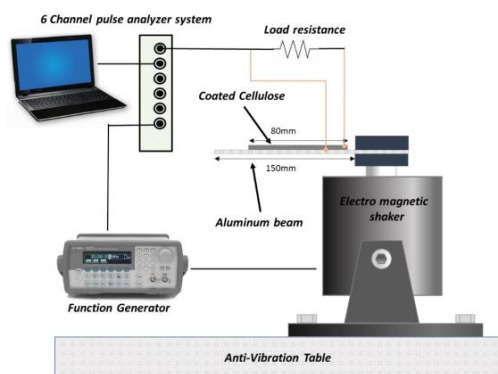 6 Channel pulse analyzer system
Load resistance
Coated Cellulose
80mm
150mm
Aluminum beam
Electro magnetic
shaker
Function Generator
Anti-Vibration Table